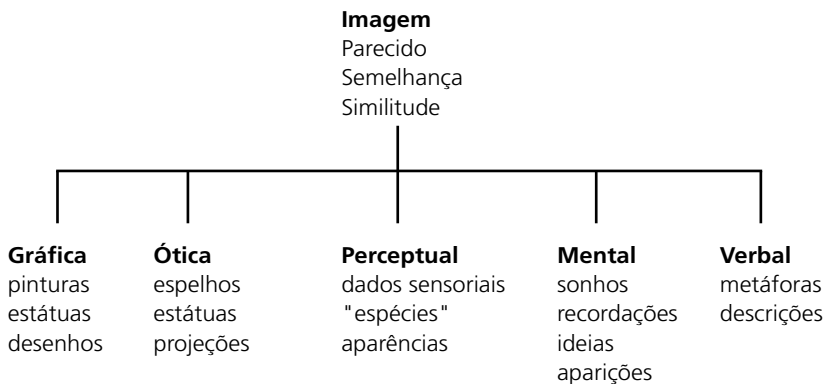 Imagem
Parecido
Semelhança
Similitude
Gráfica
pinturas
estátuas
desenhos
Ótica
espelhos
estátuas
projeções
Perceptual
dados sensoriais
"espécies"
aparências
Mental
sonhos
recordações
ideias
aparições
Verbal
metáforas
descrições